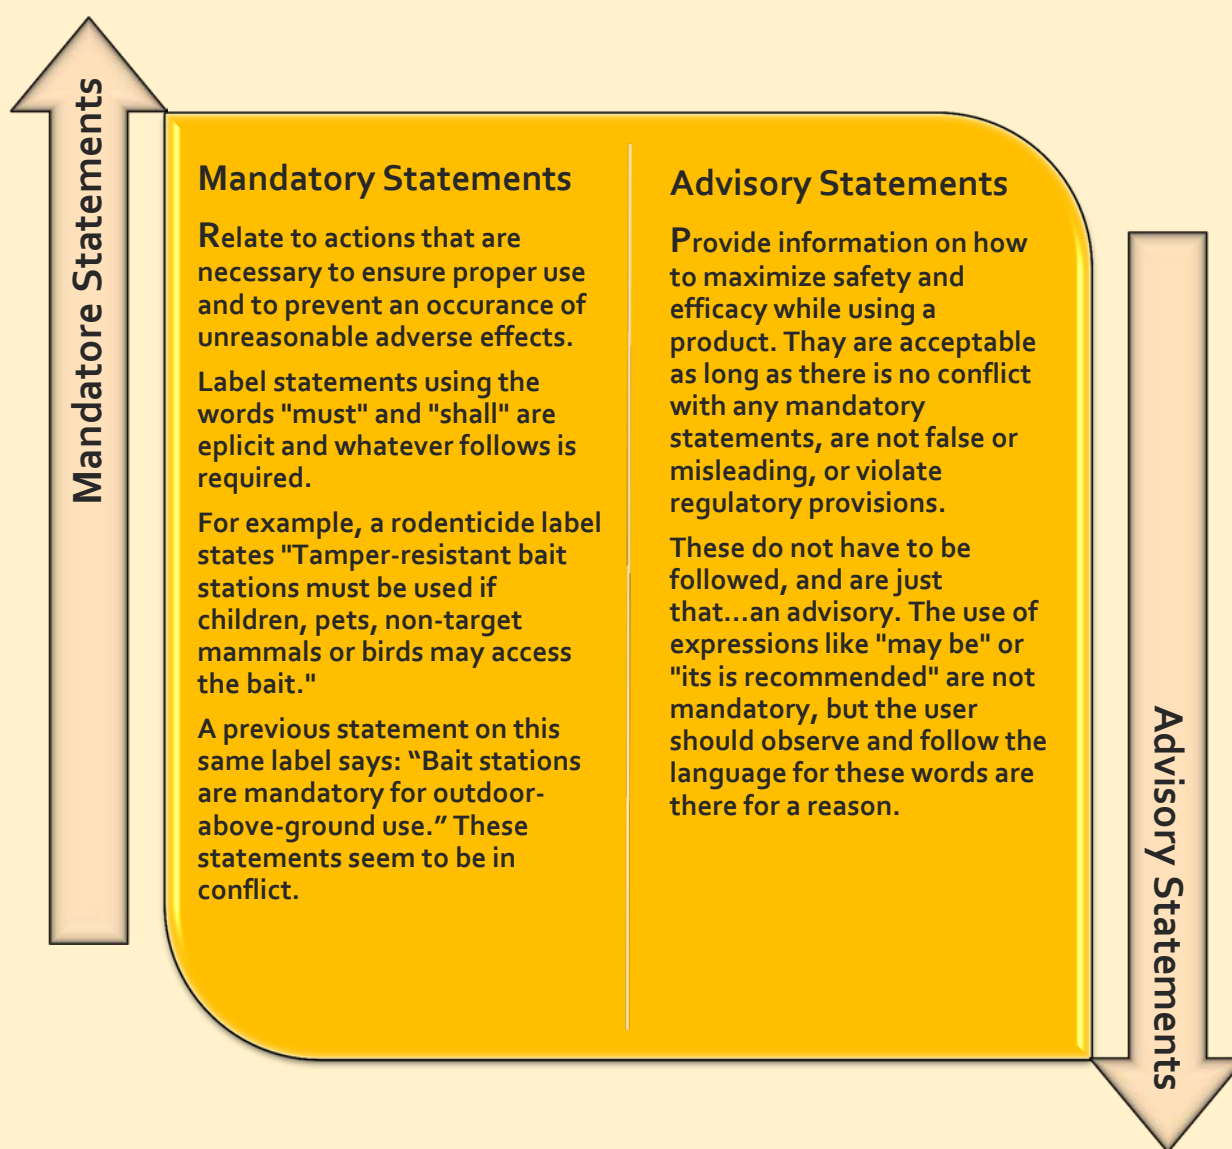 Mandatore Statements
Mandatory Statements
Relate to actions that are
necessary to ensure proper use
and to prevent an occurance of
unreasonable adverse effects.
Label statements using the
words "must" and "shall" are
eplicit and whatever follows is
required.
For example, a rodenticide label
states "Tamper-resistant bait
stations must be used if
children, pets, non-target
mammals or birds may access
the bait."
A previous statement on this
same label says: “Bait stations
are mandatory for outdoor-
above-ground use.” These
statements seem to be in
conflict.
Advisory Statements
Provide information on how
to maximize safety and
efficacy while using a
product. Thay are acceptable
as long as there is no conflict
with any mandatory
statements, are not false or
misleading, or violate
regulatory provisions.
These do not have to be
followed, and are just
that...an advisory. The use of
expressions like "may be" or
"its is recommended" are not
mandatory, but the user
should observe and follow the
language for these words are
there for a reason.
Advisory Statements